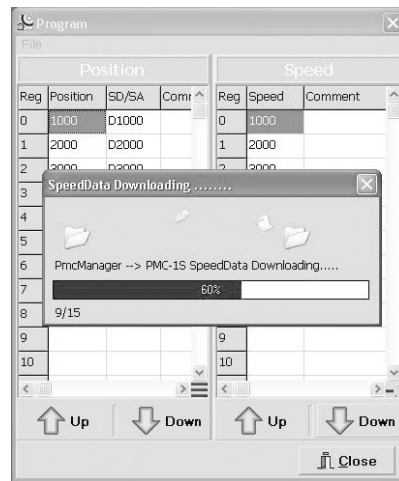 Program
File
Position Speed
Reg Position SD/SA Reg Speed Comment
0 1000 D1000 0 1000
1 2000 D2000 1 2000
2 3000 D3000 2 3000
3 SpeedData Downloading ........
4
5
6 PmcManager --> PMC-1S SpeedData Downloading.....
7 60%
8 9/15
9 9
10 10
Up Down Up Down
Close